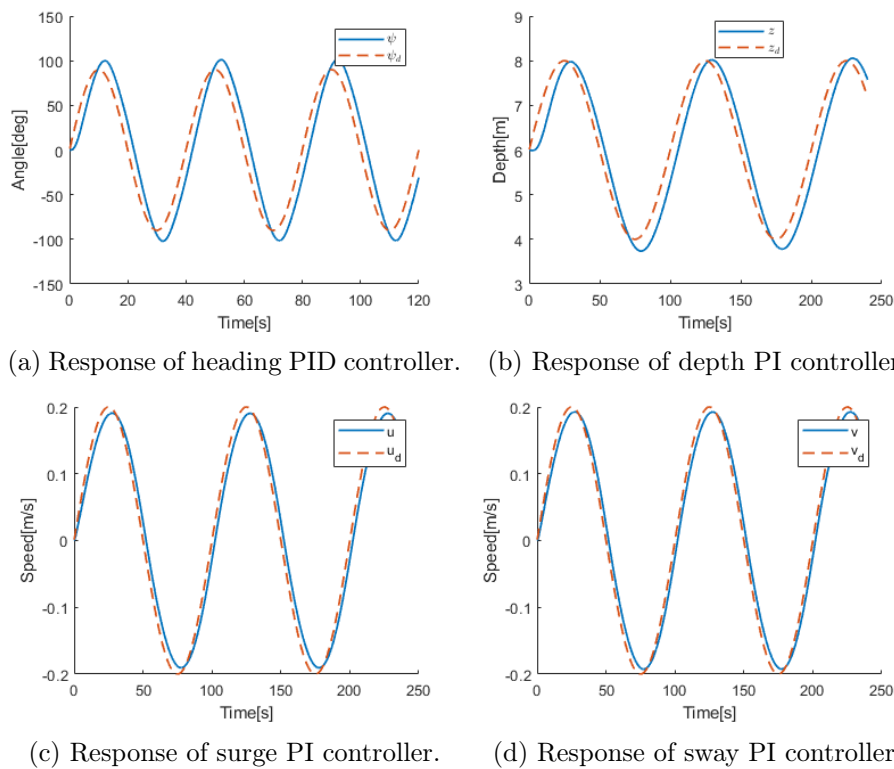 150
100
50
0
-50
-100
-150
Angle[deg]
0 20 40 60 80 100 120
Time[s]
ψ
ψ_d
(a) Response of heading PID controller.
9
8
7
6
5
4
3
Depth[m]
0 50 100 150 200 250
Time[s]
z
z_d
(b) Response of depth PI controller
0.2
0.1
0
-0.1
-0.2
Speed[m/s]
0 50 100 150 200 250
Time[s]
u
u_d
(c) Response of surge PI controller.
0.2
0.1
0
-0.1
-0.2
Speed[m/s]
0 50 100 150 200 250
Time[s]
v
v_d
(d) Response of sway PI controller